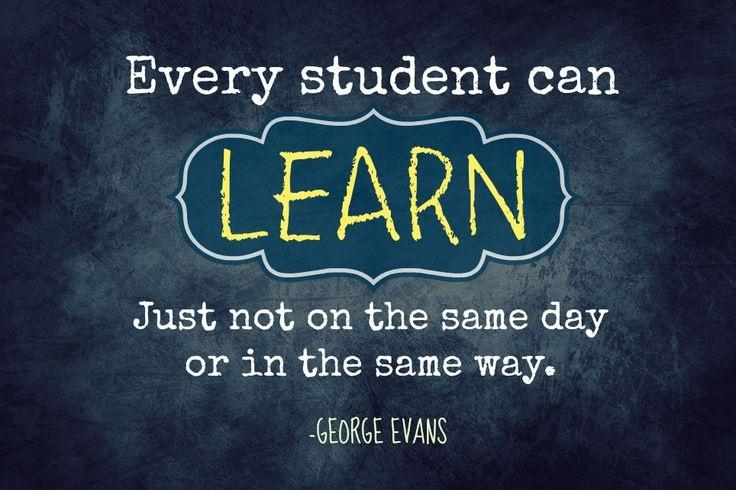 Every student can
LEARN
Just not on the same day
or in the same way.
-GEORGE EVANS